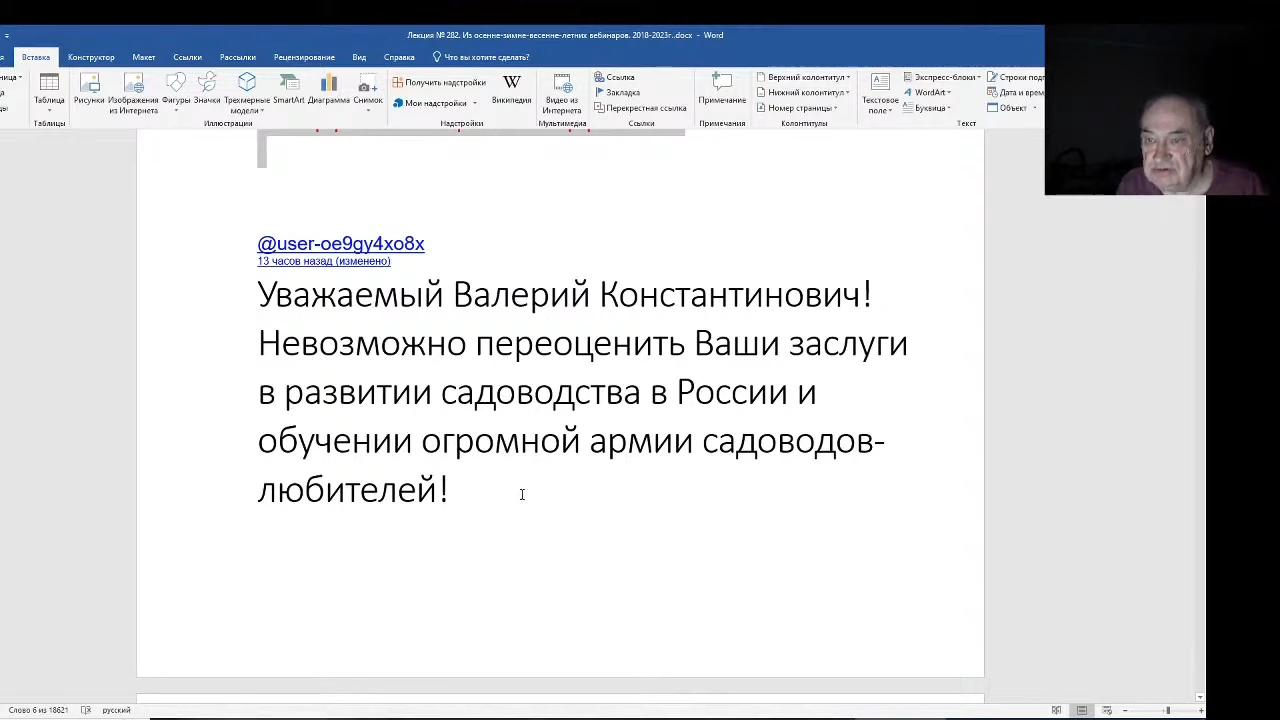 Лекция № 282. Из осенне-зимне-весенне-летних вебинаров. 2018-2023г..docx - Word
Вставка Конструктор Макет Ссылки Рассылки Рецензирование Вид Справка Что вы хотите сделать?
Таблица
Таблицы
Рисунки
Изображения из Интернета
Фигуры
Значки
Трехмерные модели
SmartArt
Диаграмма
Снимок
Иллюстрации
Получить надстройки
Мои надстройки
Википедия
Надстройки
Видео из Интернета
Мультимедиа
Ссылка
Закладка
Перекрестная ссылка
Ссылки
Примечание
Примечания
Верхний колонтитул
Нижний колонтитул
Номер страницы
Колонтитулы
Текстовое поле
Экспресс-блоки
WordArt
Буквица
Строки под
Дата и врем
Объект
Текст
@user-oe9gy4xo8x
13 часов назад (изменено)
Уважаемый Валерий Константинович!
Невозможно переоценить Ваши заслуги
в развитии садоводства в России и
обучении огромной армии садоводов-
любителей!
Слово 6 из 18621 русский